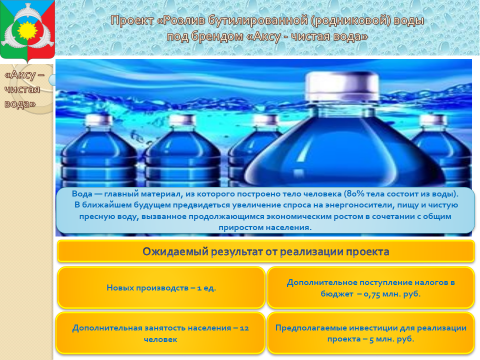 Проект «Розлив бутилированной (родниковой) воды
под брендом «Аксу - чистая вода»
«Аксу –
чистая
вода»
Вода — главный материал, из которого построено тело человека (80% тела состоит из воды).
В ближайшем будущем предвидеться увеличение спроса на энергоносители, пищу и чистую
пресную воду, вызванное продолжающимся экономическим ростом в сочетании с общим
приростом населения.
Ожидаемый результат от реализации проекта
Новых производств – 1 ед.
Дополнительное поступление налогов в
бюджет – 0,75 млн. руб.
Дополнительная занятость населения – 12
человек
Предполагаемые инвестиции для реализации
проекта – 5 млн. руб.